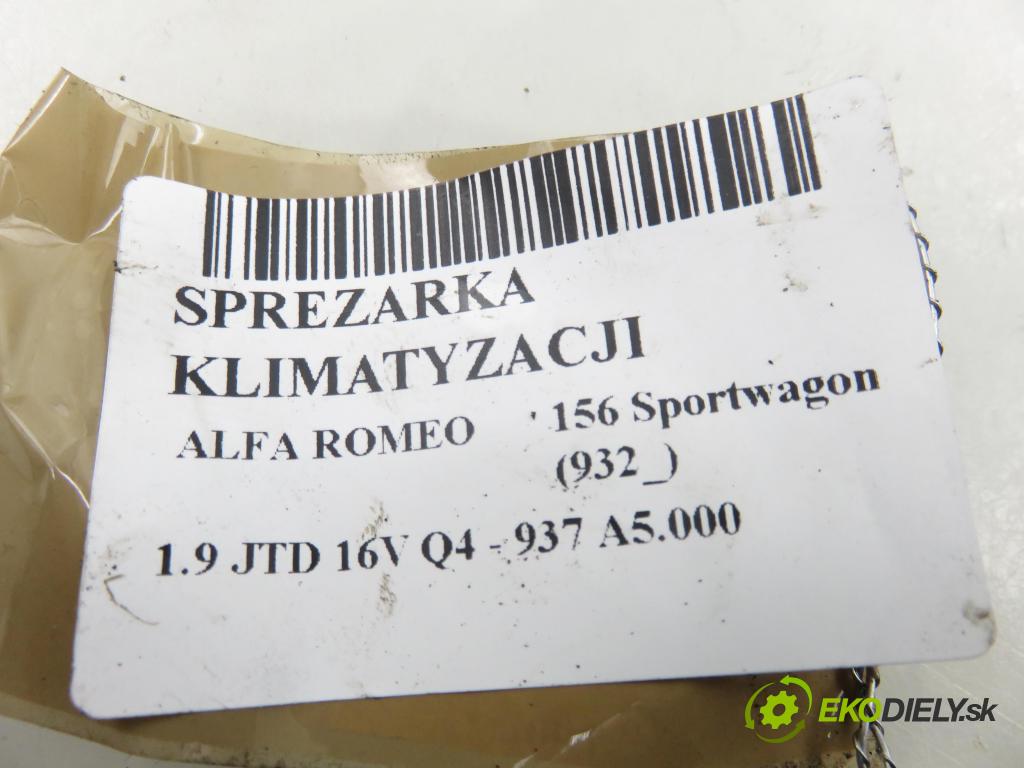 SPREZARKA
KLIMATYZACJI
ALFA ROMEO 156 Sportwagon
(932_)
1.9 JTD 16V Q4 - 937 A5.000
EKODIELY.sk